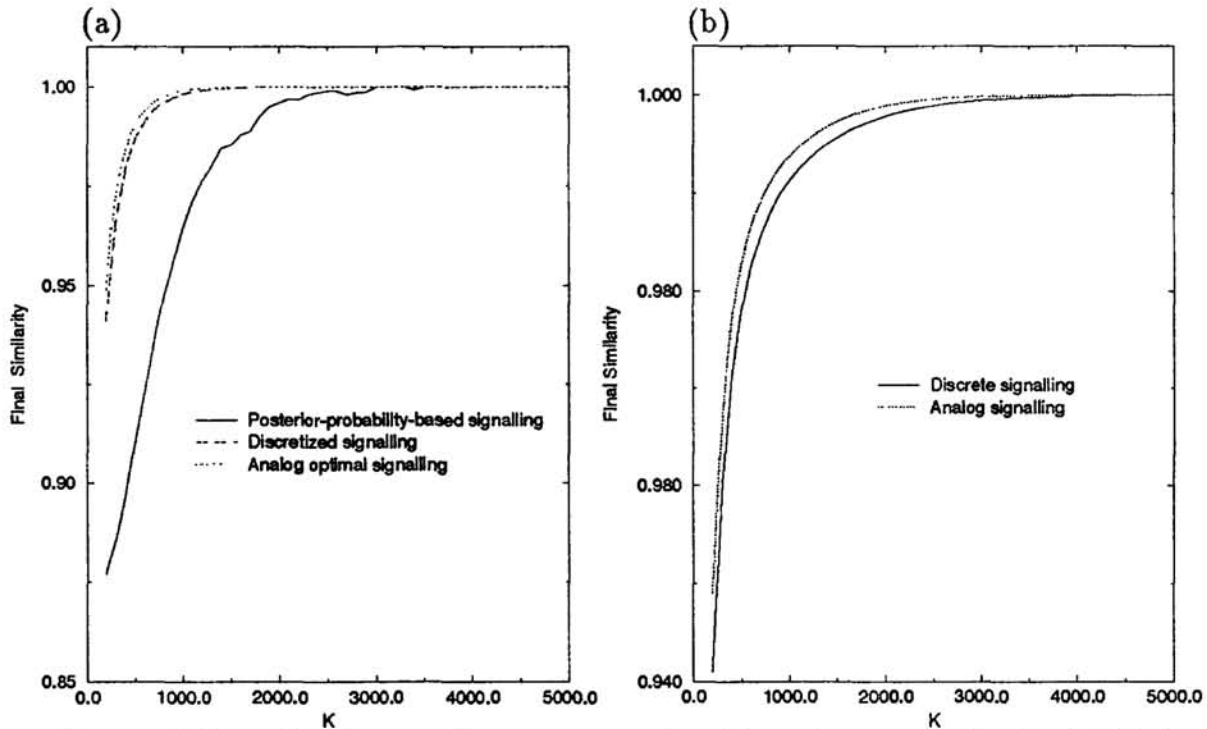 (a)
1.00
0.95
0.90
0.85
Final Similarity
Posterior-probability-based signalling
Discretized signalling
Analog optimal signalling
0.0 1000.0 2000.0 3000.0 4000.0 5000.0
K
(b)
1.000
0.980
0.980
0.940
Final Similarity
Discrete signalling
Analog signalling
0.0 1000.0 2000.0 3000.0 4000.0 5000.0
K